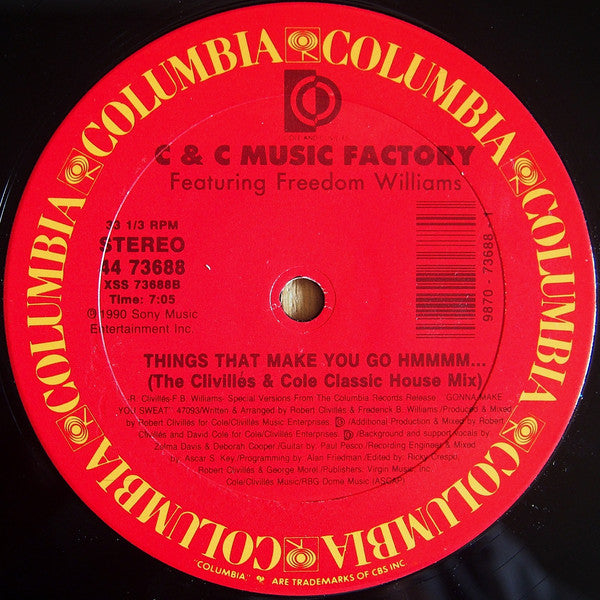 COLUMBIA COLUMBIA COLUMBIA COLUMBIA COLUMBIA COLUMBIA COLUMBIA COLUMBIA
C & C MUSIC FACTORY
Featuring Freedom Williams
33 1/3 RPM
STEREO
44 73688
XSS 73688B
Time: 7:05
℗1990 Sony Music
Entertainment Inc.
9870 73688 - 1
THINGS THAT MAKE YOU GO HMMMM...
(The Clivillés & Cole Classic House Mix)
R. Clivillés-F.B. Williams- Special Versions From The Columbia Records Release: "GONNA MAKE
YOU SWEAT" 47093/Written & Arranged by Robert Clivillés & Frederick B. Williams/Produced & Mixed
by Robert Clivillés for Cole/Clivillés Music Enterprises. /Additional Production & Mixed by Robert
Clivillés and David Cole for Cole/Clivillés Enterprises. /Background and support vocals by
Zelma Davis & Deborah Cooper/Guitar by: Paul Pesco/Recording Engineers & Mixed
by: Ascar S. Key/Programming by: Alan Friedman/Edited by: Ricky Crespo,
Robert Clivillés & George Morel/Publishers: Virgin Music, Inc.
Cole/Clivillés Music/RBG Dome Music (ASCAP)
"COLUMBIA," ARE TRADEMARKS OF CBS INC.